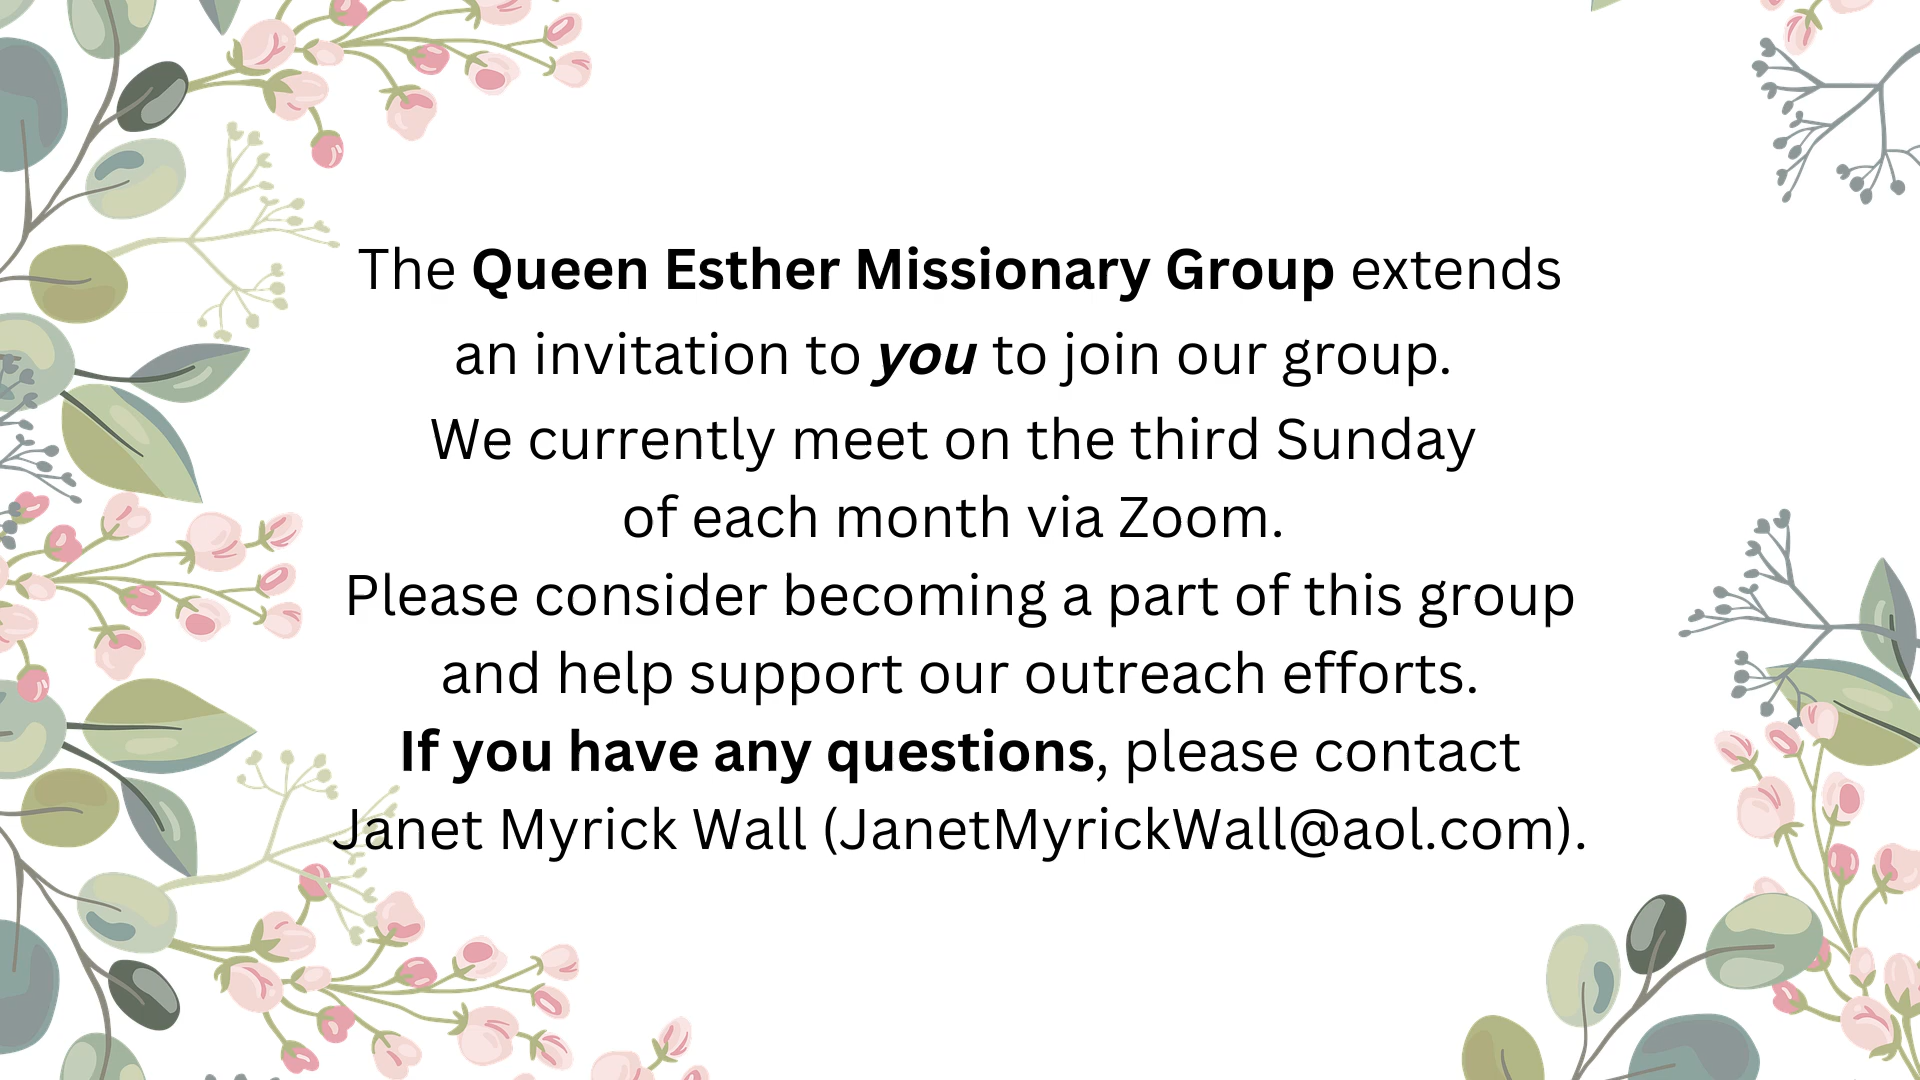 The Queen Esther Missionary Group extends
an invitation to you to join our group.
We currently meet on the third Sunday
of each month via Zoom.
Please consider becoming a part of this group
and help support our outreach efforts.
If you have any questions, please contact
Janet Myrick Wall (JanetMyrickWall@aol.com).